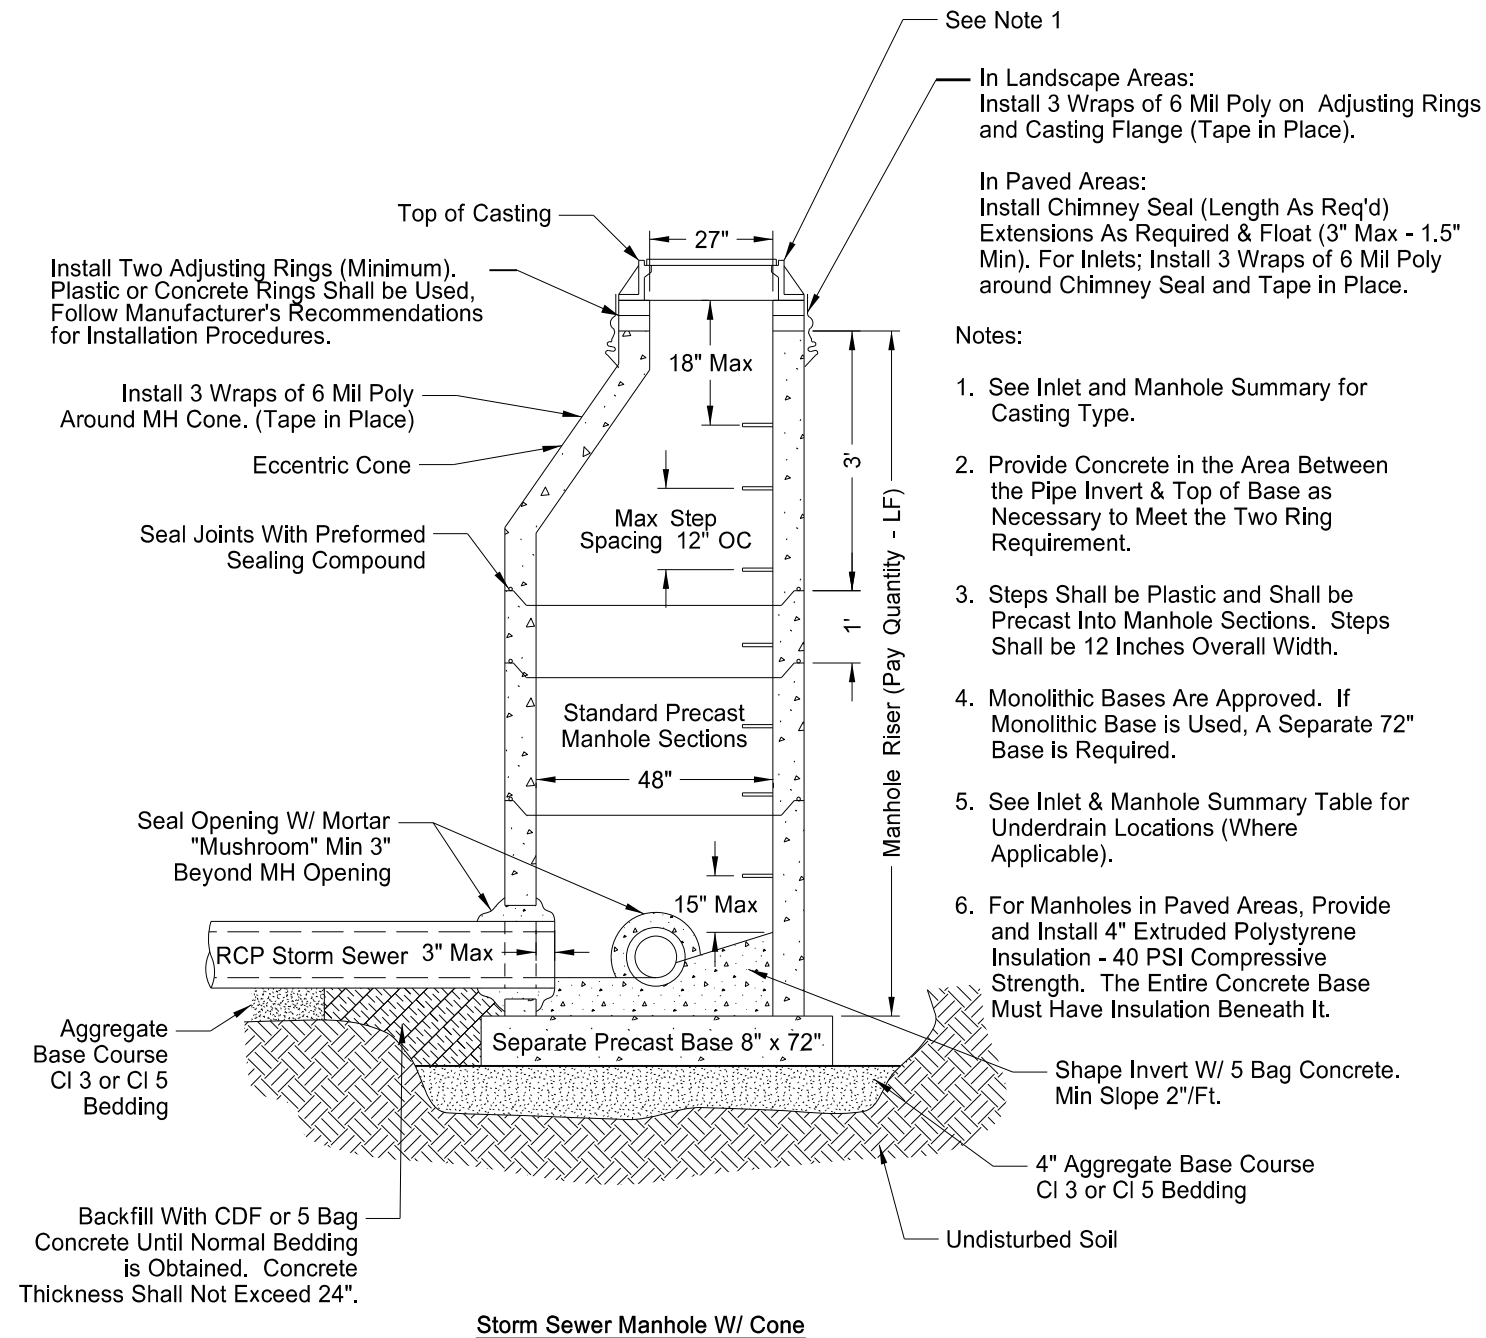 See Note 1
In Landscape Areas:
Install 3 Wraps of 6 Mil Poly on Adjusting Rings
and Casting Flange (Tape in Place).
In Paved Areas:
Install Chimney Seal (Length As Req'd)
Extensions As Required & Float (3" Max - 1.5"
Min). For Inlets; Install 3 Wraps of 6 Mil Poly
around Chimney Seal and Tape in Place.
Top of Casting
27"
Install Two Adjusting Rings (Minimum).
Plastic or Concrete Rings Shall be Used,
Follow Manufacturer's Recommendations
for Installation Procedures.
18" Max
Install 3 Wraps of 6 Mil Poly
Around MH Cone. (Tape in Place)
Eccentric Cone
3'
Max Step
Spacing 12" OC
Seal Joints With Preformed
Sealing Compound
1'
Manhole Riser (Pay Quantity - LF)
Standard Precast
Manhole Sections
48"
Seal Opening W/ Mortar
"Mushroom" Min 3"
Beyond MH Opening
15" Max
RCP Storm Sewer
3" Max
Aggregate
Base Course
Cl 3 or Cl 5
Bedding
Separate Precast Base 8" x 72"
Backfill With CDF or 5 Bag
Concrete Until Normal Bedding
is Obtained. Concrete
Thickness Shall Not Exceed 24".
Notes:
1. See Inlet and Manhole Summary for
Casting Type.
2. Provide Concrete in the Area Between
the Pipe Invert & Top of Base as
Necessary to Meet the Two Ring
Requirement.
3. Steps Shall be Plastic and Shall be
Precast Into Manhole Sections. Steps
Shall be 12 Inches Overall Width.
4. Monolithic Bases Are Approved. If
Monolithic Base is Used, A Separate 72"
Base is Required.
5. See Inlet & Manhole Summary Table for
Underdrain Locations (Where
Applicable).
6. For Manholes in Paved Areas, Provide
and Install 4" Extruded Polystyrene
Insulation - 40 PSI Compressive
Strength. The Entire Concrete Base
Must Have Insulation Beneath It.
Shape Invert W/ 5 Bag Concrete.
Min Slope 2"/Ft.
4" Aggregate Base Course
Cl 3 or Cl 5 Bedding
Undisturbed Soil
Storm Sewer Manhole W/ Cone